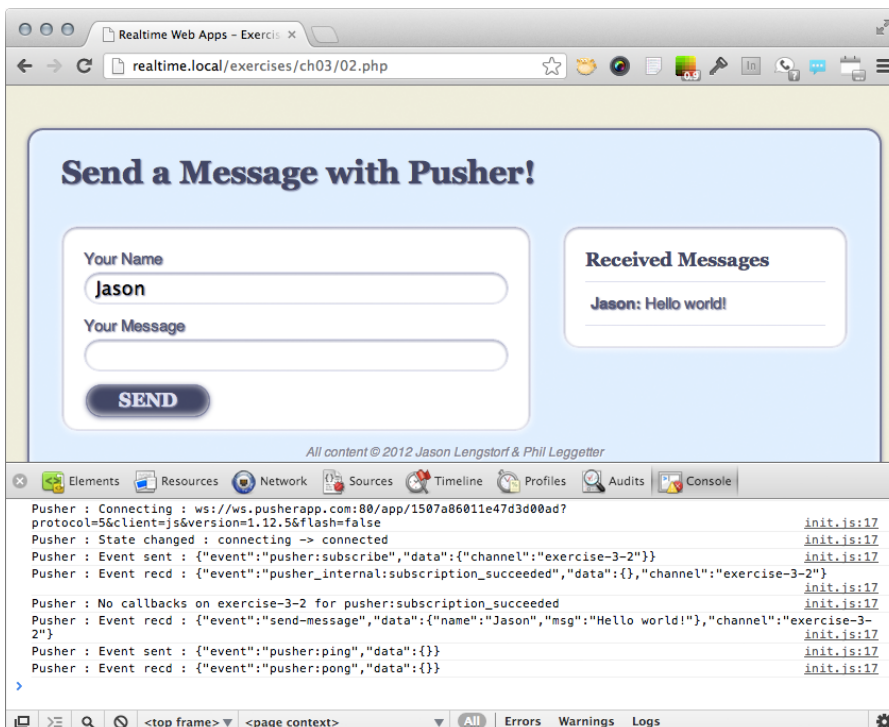 Realtime Web Apps – Exercis
realtime.local/exercises/ch03/02.php
0.9
In
?
Send a Message with Pusher!
Your Name
Jason
Your Message
SEND
Received Messages
Jason: Hello world!
All content © 2012 Jason Lengstorf & Phil Leggetter
Elements Resources Network Sources Timeline Profiles Audits Console
Pusher : Connecting : ws://ws.pusherapp.com:80/app/1507a86011e47d3d00ad?
protocol=5&client=js&version=1.12.5&flash=false init.js:17
Pusher : State changed : connecting -> connected init.js:17
Pusher : Event sent : {"event":"pusher:subscribe","data":{"channel":"exercise-3-2"}} init.js:17
Pusher : Event recd : {"event":"pusher_internal:subscription_succeeded","data":{},"channel":"exercise-3-2"}
init.js:17
Pusher : No callbacks on exercise-3-2 for pusher:subscription_succeeded init.js:17
Pusher : Event recd : {"event":"send-message","data":{"name":"Jason","msg":"Hello world!"},"channel":"exercise-3-
2"} init.js:17
Pusher : Event sent : {"event":"pusher:ping","data":{}} init.js:17
Pusher : Event recd : {"event":"pusher:pong","data":{}} init.js:17
>
<top frame> ▼ <page context> ▼ All Errors Warnings Logs